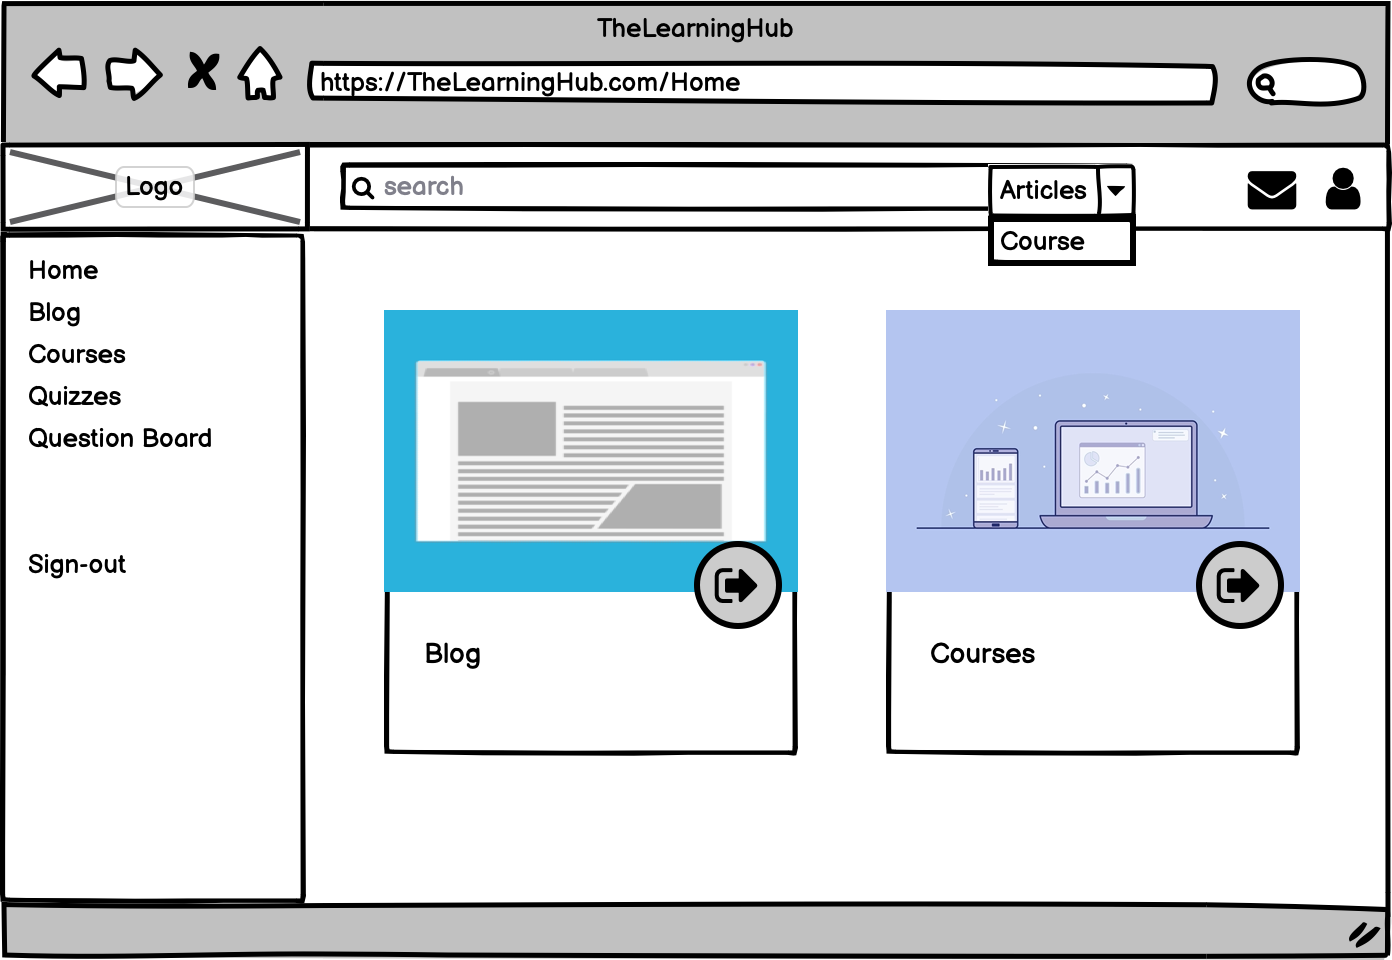 TheLearningHub
https://TheLearningHub.com/Home
Logo
search
Articles
Course
Home
Blog
Courses
Quizzes
Question Board
Sign-out
Blog
Courses